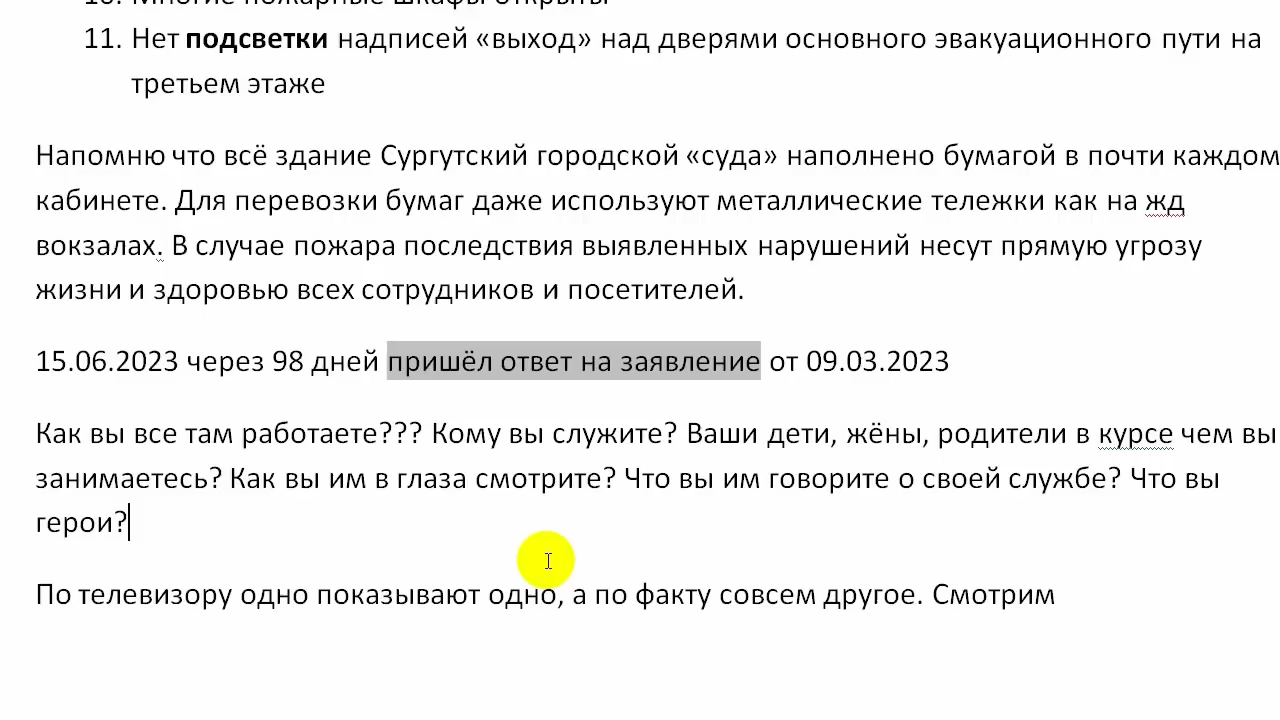 10. Многие пожарные шкафы открыты
11. Нет подсветки надписей «выход» над дверями основного эвакуационного пути на
третьем этаже
Напомню что всё здание Сургутский городской «суда» наполнено бумагой в почти каждом
кабинете. Для перевозки бумаг даже используют металлические тележки как на жд
вокзалах. В случае пожара последствия выявленных нарушений несут прямую угрозу
жизни и здоровью всех сотрудников и посетителей.
15.06.2023 через 98 дней пришёл ответ на заявление от 09.03.2023
Как вы все там работаете??? Кому вы служите? Ваши дети, жёны, родители в курсе чем вы
занимаетесь? Как вы им в глаза смотрите? Что вы им говорите о своей службе? Что вы
герои?
По телевизору одно показывают одно, а по факту совсем другое. Смотрим